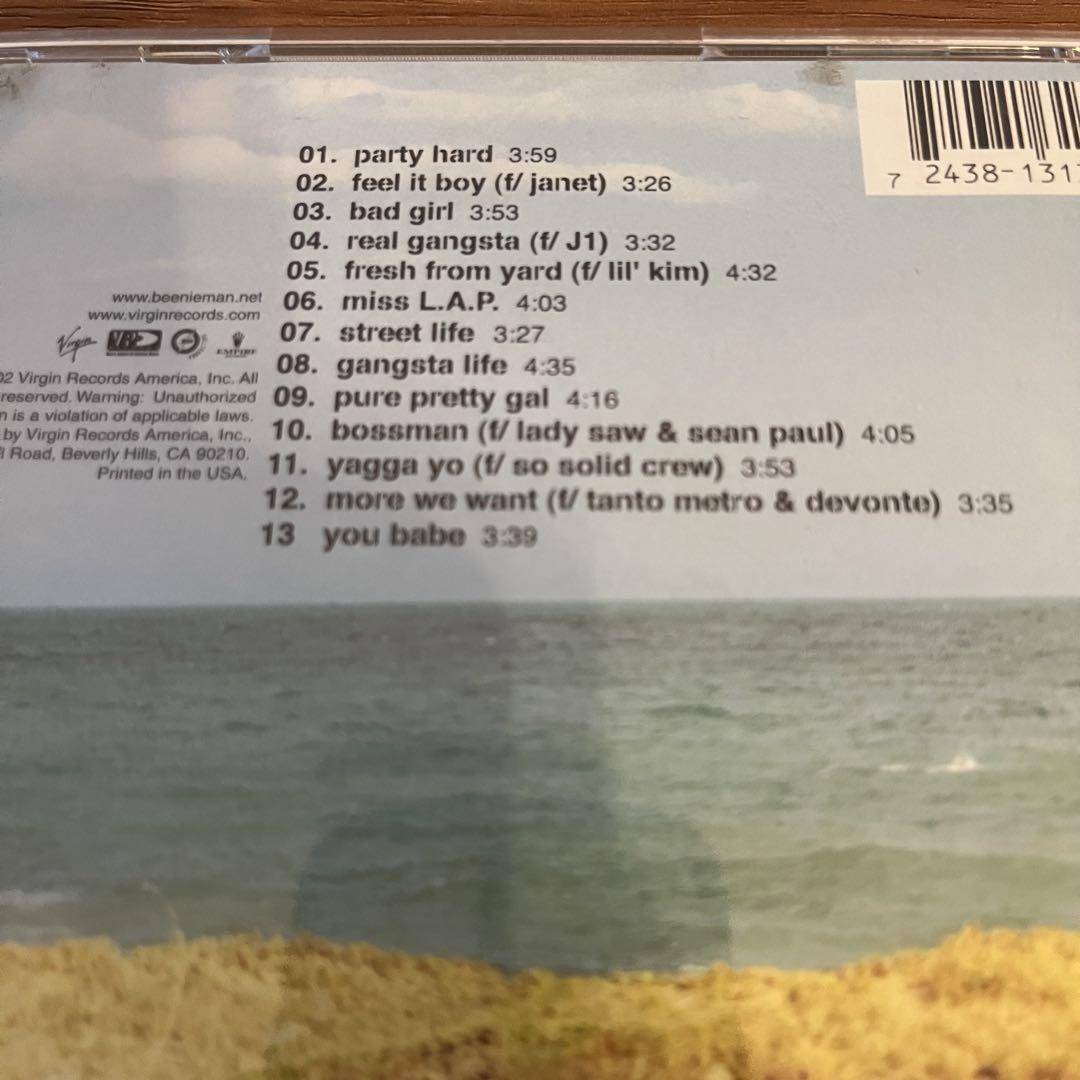 01. party hard 3:59
02. feel it boy (f/ janet) 3:26
03. bad girl 3:53
04. real gangsta (f/ J1) 3:32
05. fresh from yard (f/ lil' kim) 4:32
06. miss L.A.P. 4:03
07. street life 3:27
08. gangsta life 4:35
09. pure pretty gal 4:16
10. bossman (f/ lady saw & sean paul) 4:05
11. yagga yo (f/ so solid crew) 3:53
12. more we want (f/ tanto metro & devonte) 3:35
13 you babe 3:39
7 2438-1313
www.beenieman.net
www.virginrecords.com
Virgin
EMPIRE
02 Virgin Records America, Inc. All
reserved. Warning: Unauthorized
n is a violation of applicable laws.
by Virgin Records America, Inc.,
l Road, Beverly Hills, CA 90210.
Printed in the USA.